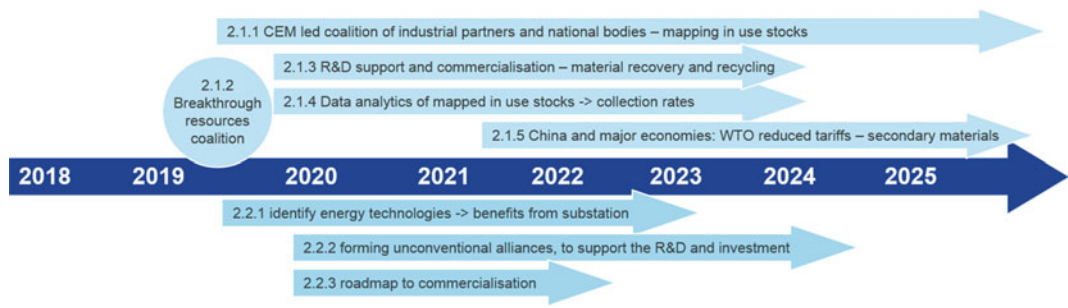 2.1.1 CEM led coalition of industrial partners and national bodies – mapping in use stocks
2.1.3 R&D support and commercialisation – material recovery and recycling
2.1.2
Breakthrough
resources
coalition
2.1.4 Data analytics of mapped in use stocks -> collection rates
2.1.5 China and major economies: WTO reduced tariffs – secondary materials
2018 2019 2020 2021 2022 2023 2024 2025
2.2.1 identify energy technologies -> benefits from substation
2.2.2 forming unconventional alliances, to support the R&D and investment
2.2.3 roadmap to commercialisation